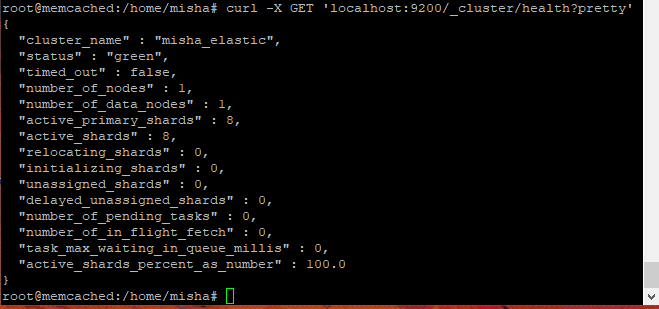 root@memcached:/home/misha# curl -X GET 'localhost:9200/_cluster/health?pretty'
{
  "cluster_name" : "misha_elastic",
  "status" : "green",
  "timed_out" : false,
  "number_of_nodes" : 1,
  "number_of_data_nodes" : 1,
  "active_primary_shards" : 8,
  "active_shards" : 8,
  "relocating_shards" : 0,
  "initializing_shards" : 0,
  "unassigned_shards" : 0,
  "delayed_unassigned_shards" : 0,
  "number_of_pending_tasks" : 0,
  "number_of_in_flight_fetch" : 0,
  "task_max_waiting_in_queue_millis" : 0,
  "active_shards_percent_as_number" : 100.0
}
root@memcached:/home/misha#